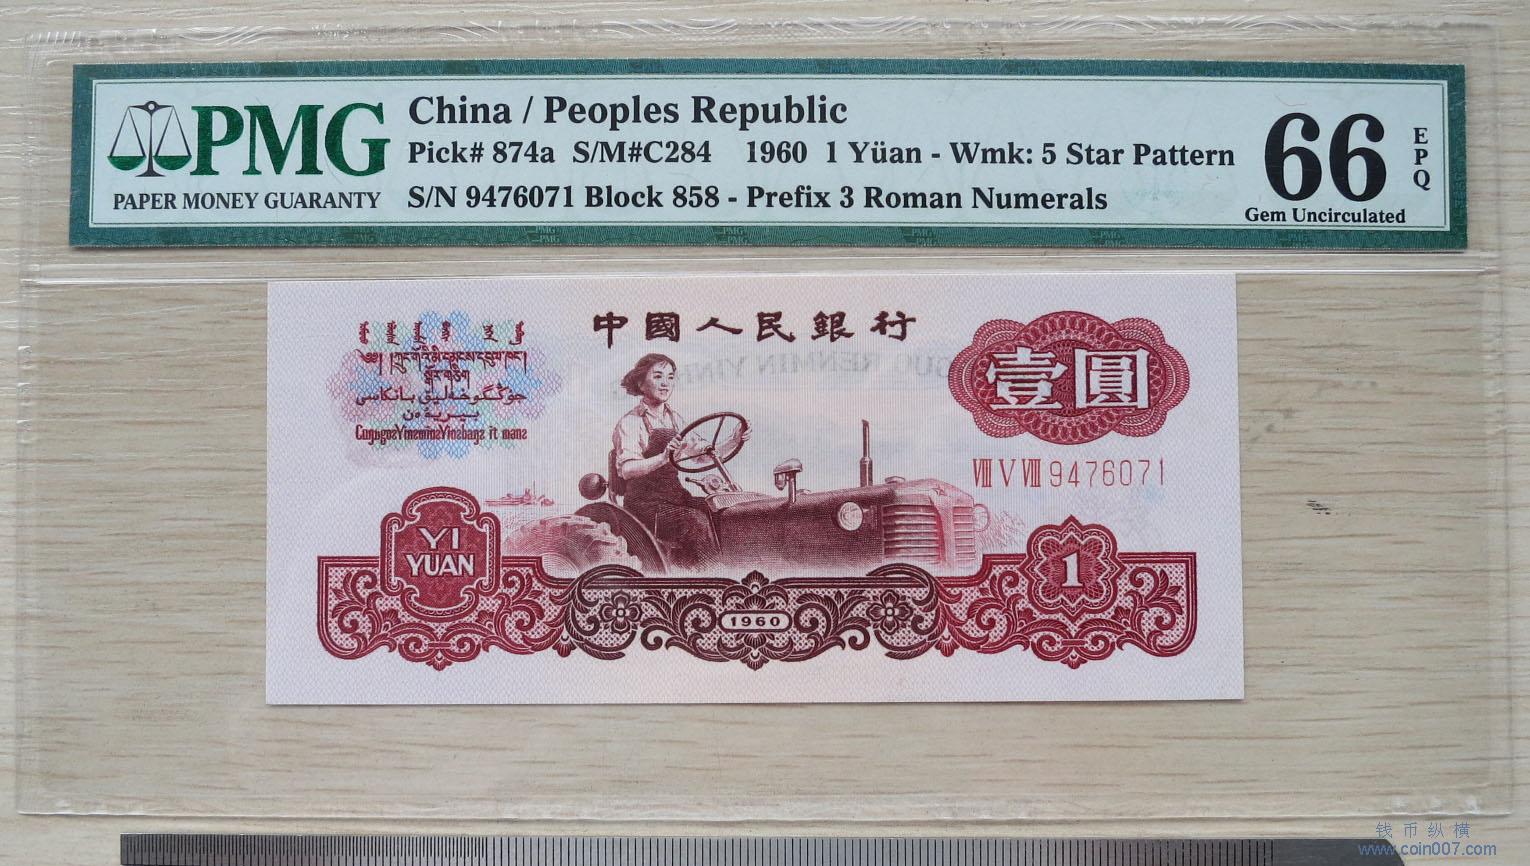 PMG
PAPER MONEY GUARANTY
China / Peoples Republic
Pick# 874a S/M#C284 1960 1 Yüan - Wmk: 5 Star Pattern
S/N 9476071 Block 858 - Prefix 3 Roman Numerals
66
EPQ
Gem Uncirculated
中國人民銀行
壹圓
VIII V VIII 9476071
YI
YUAN
1
1960
钱币纵横
www.coin007.com